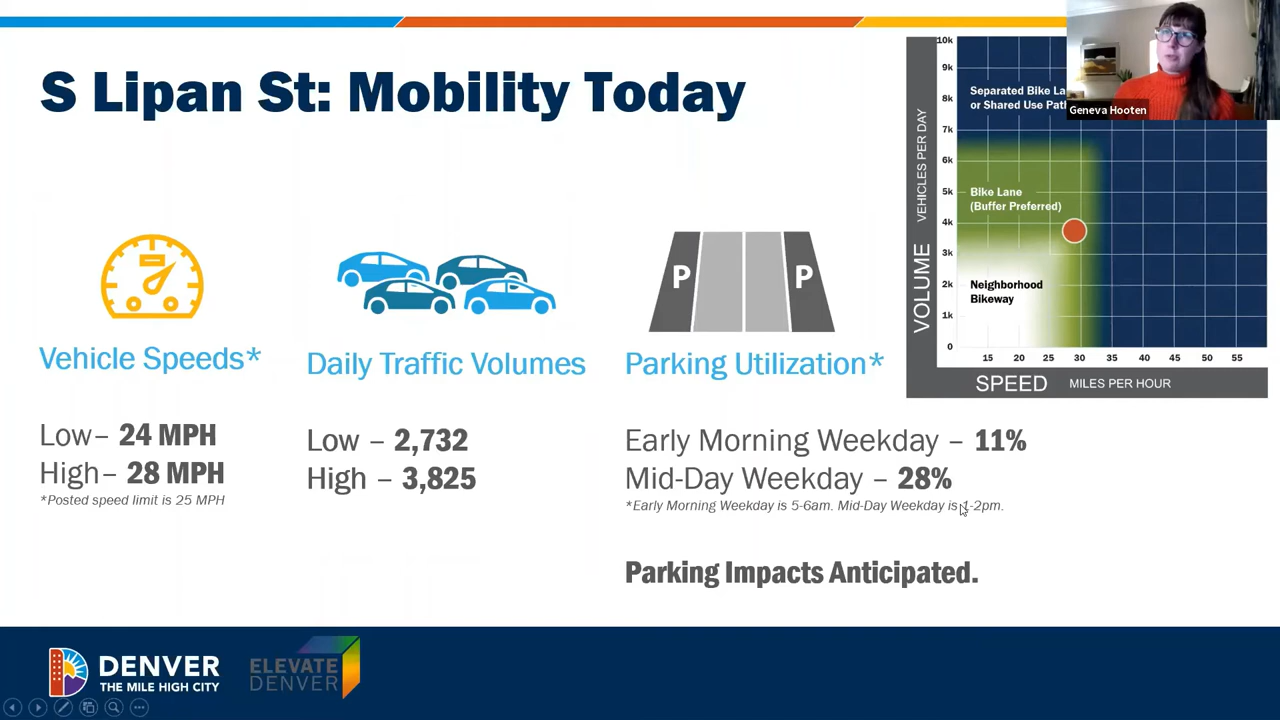 S Lipan St: Mobility Today
Vehicle Speeds*
Low– 24 MPH
High– 28 MPH
*Posted speed limit is 25 MPH
Daily Traffic Volumes
Low – 2,732
High – 3,825
P
P
Parking Utilization*
Early Morning Weekday – 11%
Mid-Day Weekday – 28%
*Early Morning Weekday is 5-6am. Mid-Day Weekday is 1-2pm.
Parking Impacts Anticipated.
VOLUME VEHICLES PER DAY
10k
9k
8k
7k
6k
5k
4k
3k
2k
1k
0
Separated Bike La
or Shared Use Path
Bike Lane
(Buffer Preferred)
Neighborhood
Bikeway
15 20 25 30 35 40 45 50 55
SPEED MILES PER HOUR
Geneva Hooten
DENVER
THE MILE HIGH CITY
ELEVATE
DENVER